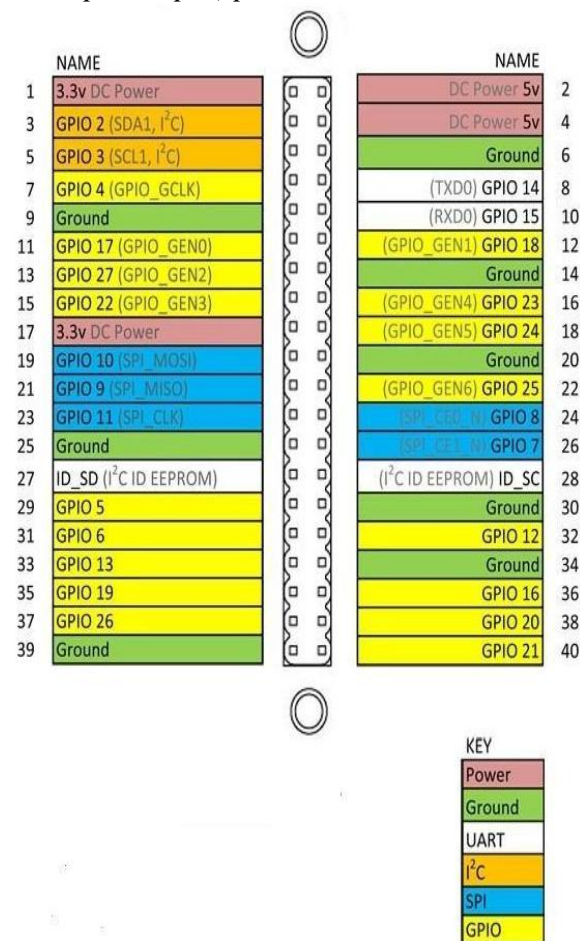 NAME NAME
1 3.3v DC Power DC Power 5v 2
3 GPIO 2 (SDA1, I²C) DC Power 5v 4
5 GPIO 3 (SCL1, I²C) Ground 6
7 GPIO 4 (GPIO_GCLK) (TXD0) GPIO 14 8
9 Ground (RXD0) GPIO 15 10
11 GPIO 17 (GPIO_GEN0) (GPIO_GEN1) GPIO 18 12
13 GPIO 27 (GPIO_GEN2) Ground 14
15 GPIO 22 (GPIO_GEN3) (GPIO_GEN4) GPIO 23 16
17 3.3v DC Power (GPIO_GEN5) GPIO 24 18
19 GPIO 10 (SPI_MOSI) Ground 20
21 GPIO 9 (SPI_MISO) (GPIO_GEN6) GPIO 25 22
23 GPIO 11 (SPI_CLK) (SPI_CE0_N) GPIO 8 24
25 Ground (SPI_CE1_N) GPIO 7 26
27 ID_SD (I²C ID EEPROM) (I²C ID EEPROM) ID_SC 28
29 GPIO 5 Ground 30
31 GPIO 6 GPIO 12 32
33 GPIO 13 Ground 34
35 GPIO 19 GPIO 16 36
37 GPIO 26 GPIO 20 38
39 Ground GPIO 21 40
KEY
Power
Ground
UART
I²C
SPI
GPIO